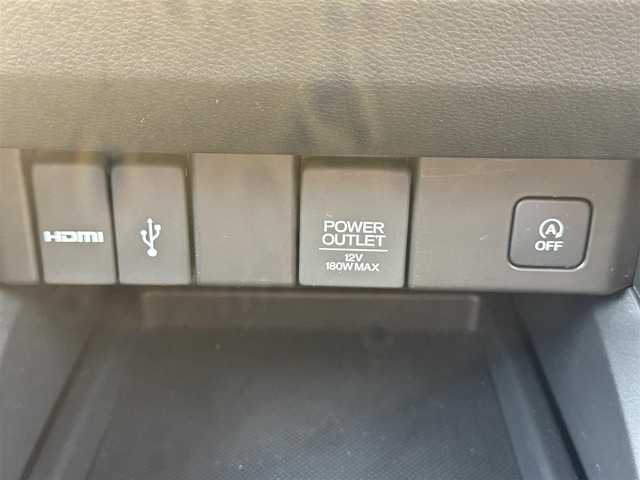 HDMI
POWER
OUTLET
12V
180W MAX
A
OFF